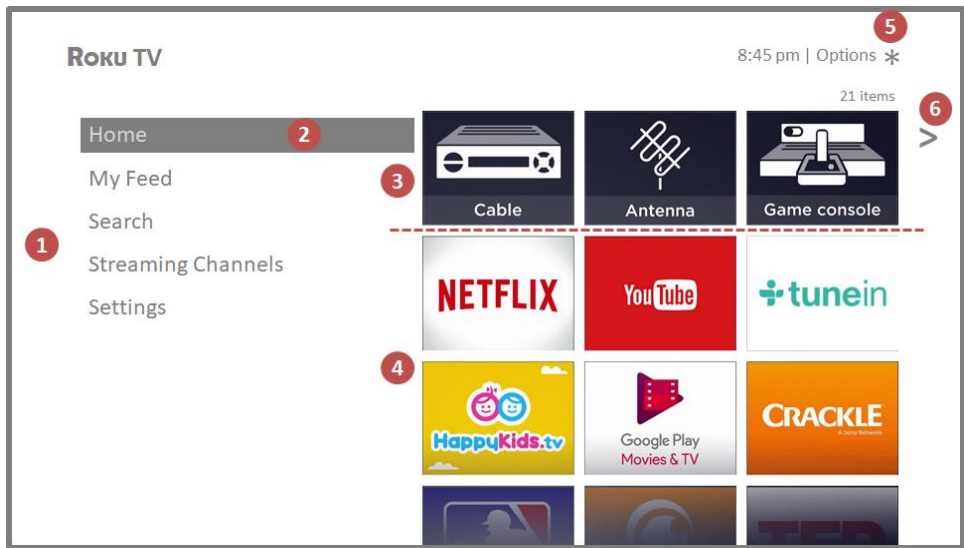 5
Roku TV
8:45 pm | Options *
21 items
6
>
Home
2
My Feed
Search
1
Streaming Channels
Settings
3
Cable
Antenna
Game console
NETFLIX
YouTube
tunein
4
HappyKids.tv
Google Play
Movies & TV
CRACKLE
A Sony Network
TED